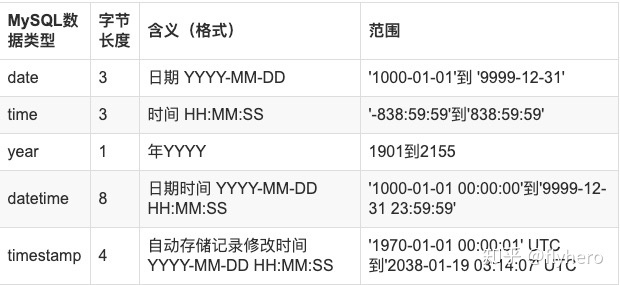 MySQL数 字节 含义（格式） 范围
据类型 长度
date 3 日期 YYYY-MM-DD '1000-01-01'到 '9999-12-31'
time 3 时间 HH:MM:SS '-838:59:59'到'838:59:59'
year 1 年YYYY 1901到2155
datetime 8 日期时间 YYYY-MM-DD '1000-01-01 00:00:00'到'9999-12-
HH:MM:SS 31 23:59:59'
timestamp 4 自动存储记录修改时间 '1970-01-01 00:00:01' UTC
YYYY-MM-DD HH:MM:SS 到'2038-01-19 03:14:07' UTC
知乎 @flyhero